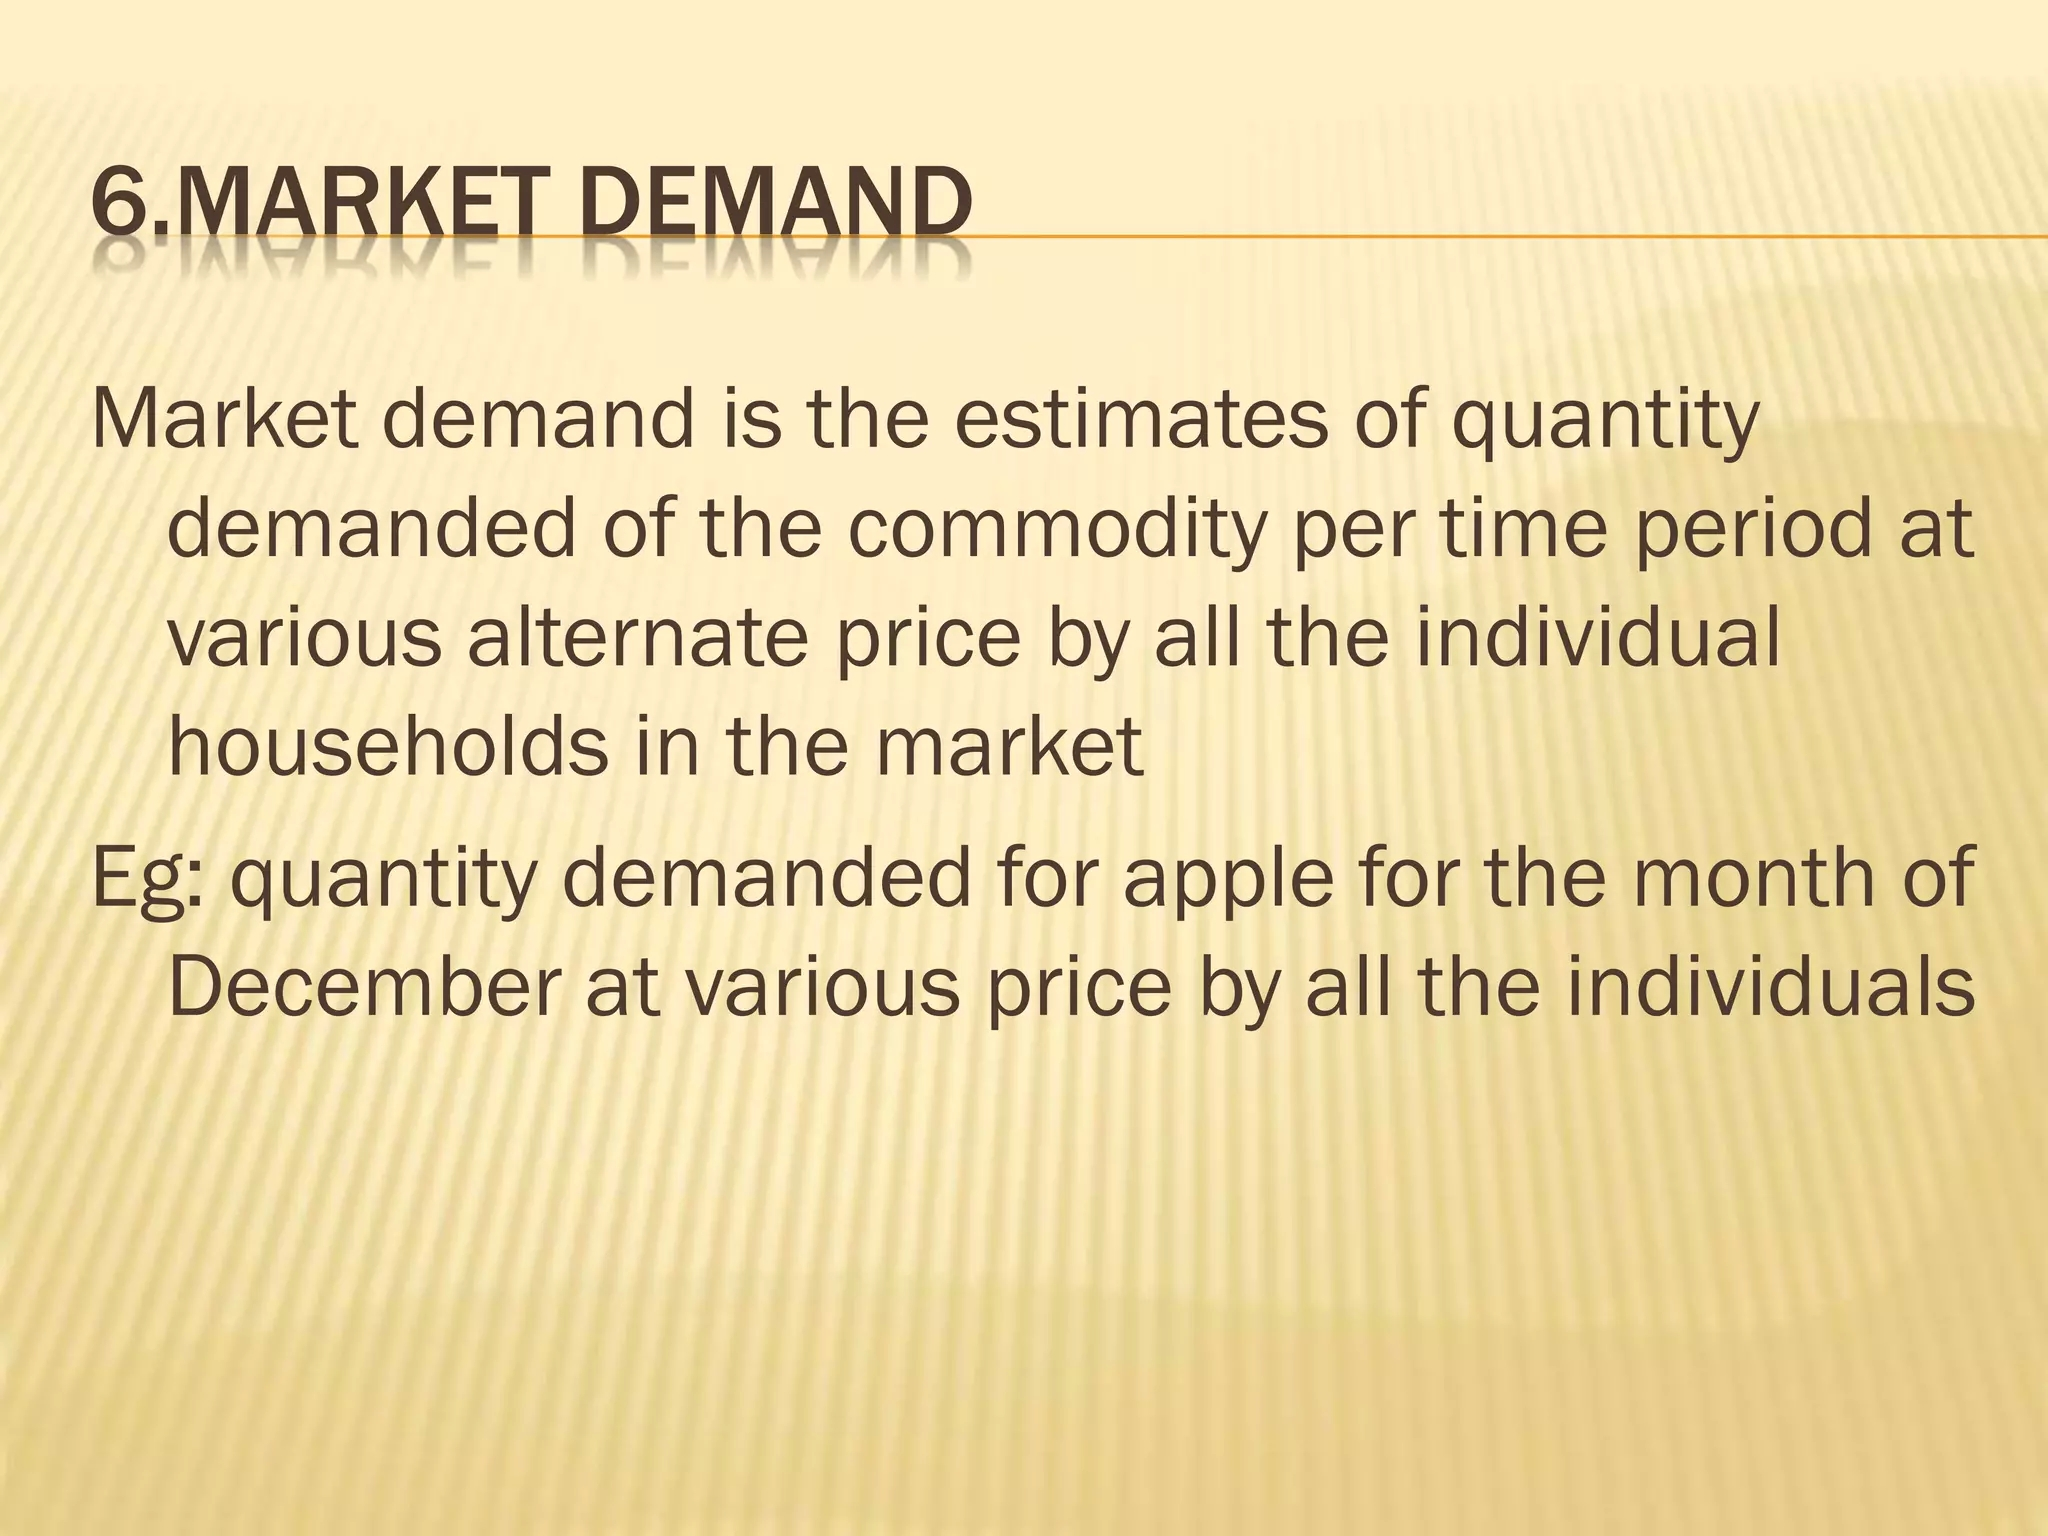 6.MARKET DEMAND
Market demand is the estimates of quantity
demanded of the commodity per time period at
various alternate price by all the individual
households in the market
Eg: quantity demanded for apple for the month of
December at various price by all the individuals